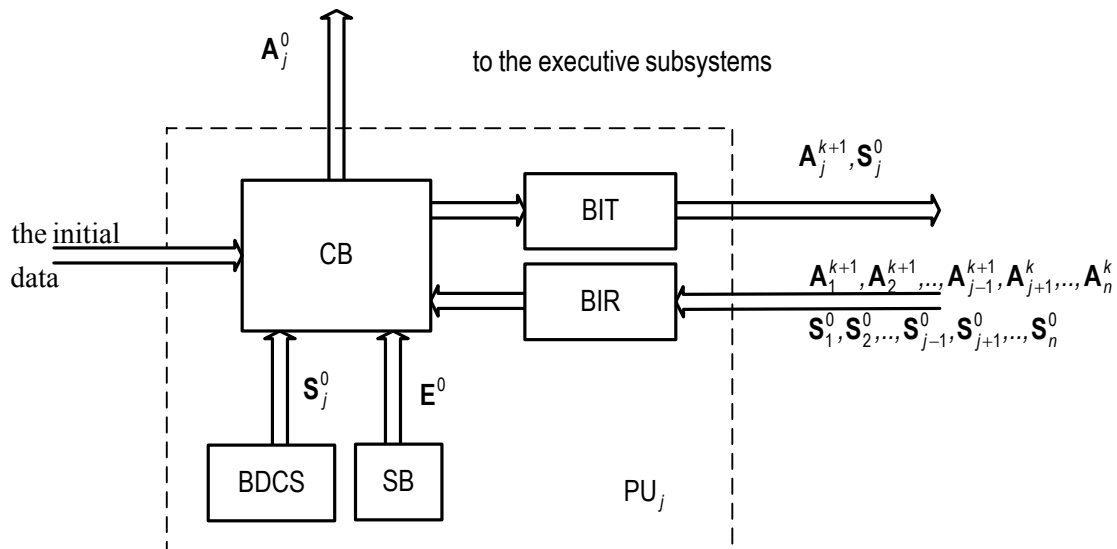 A_j^0
to the executive subsystems
A_j^{k+1}, S_j^0
BIT
the initial
data
CB
A_1^{k+1}, A_2^{k+1},.., A_{j-1}^{k+1}, A_{j+1}^k,.., A_n^k
BIR
S_1^0, S_2^0,.., S_{j-1}^0, S_{j+1}^0,.., S_n^0
S_j^0
E^0
BDCS
SB
PU_j